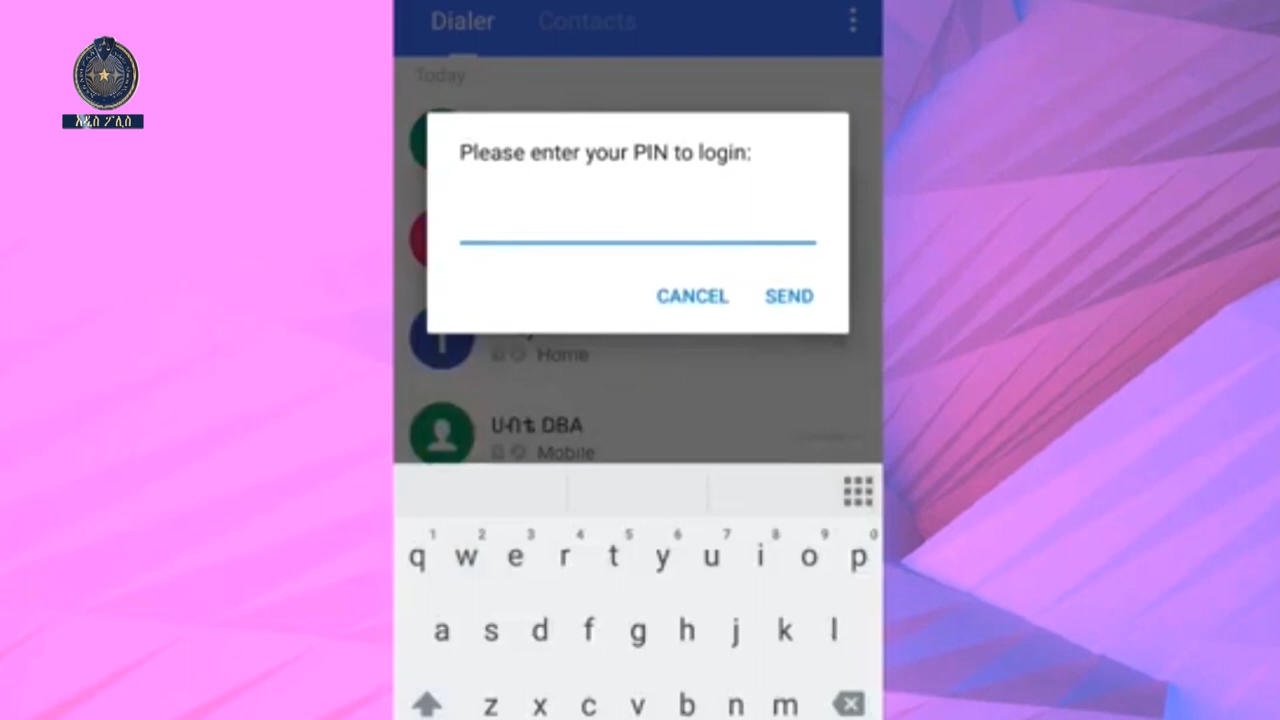 አዲስ ፖሊስ
Dialer Contacts
Today
Please enter your PIN to login:
CANCEL SEND
Home
ሀብቴ DBA
Mobile
1 2 3 4 5 6 7 8 9 0
q w e r t y u i o p
a s d f g h j k l
z x c v b n m